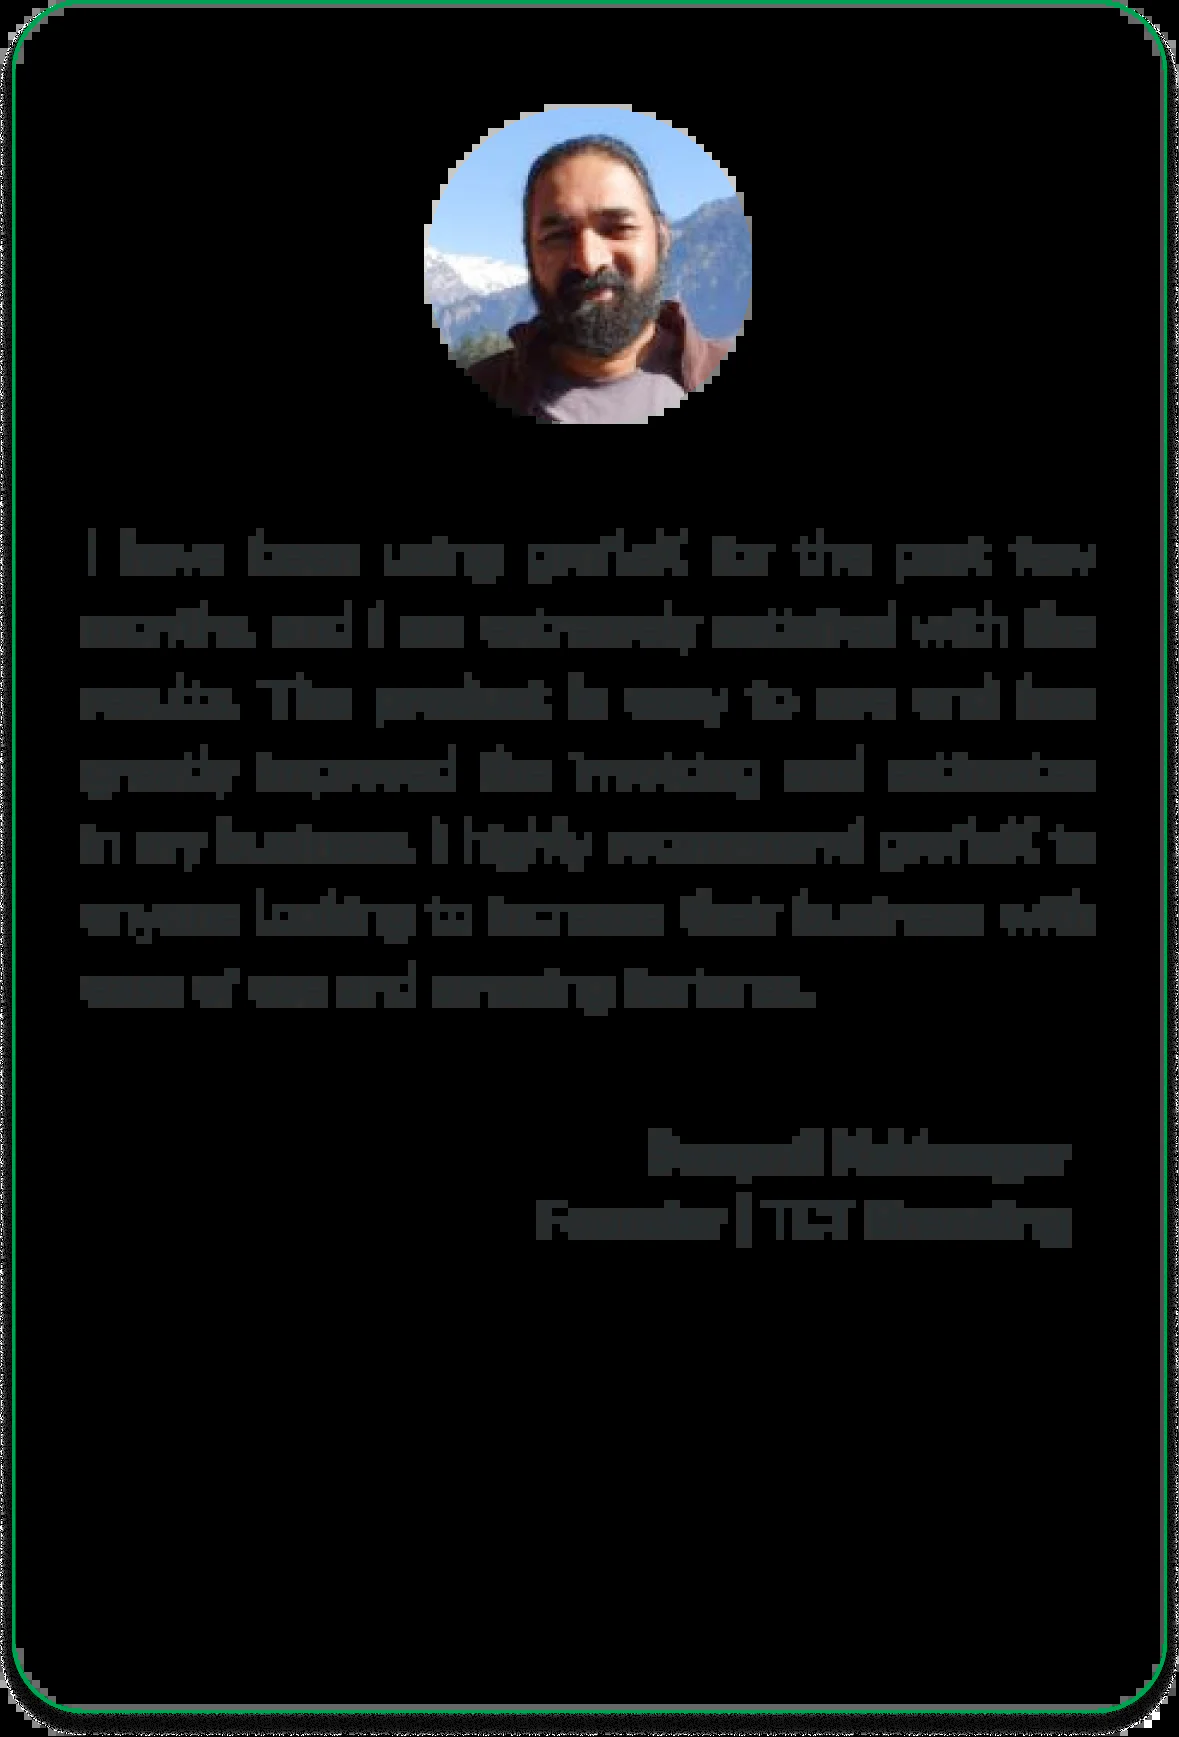 I have been using for the past few
months, and I am extremely satisfied with the
results. The product is easy to use and has
greatly improved the invoicing and
in my business. I highly recommend to
anyone looking to increase their business with
ease of use and amazing features.
Founder | TCT